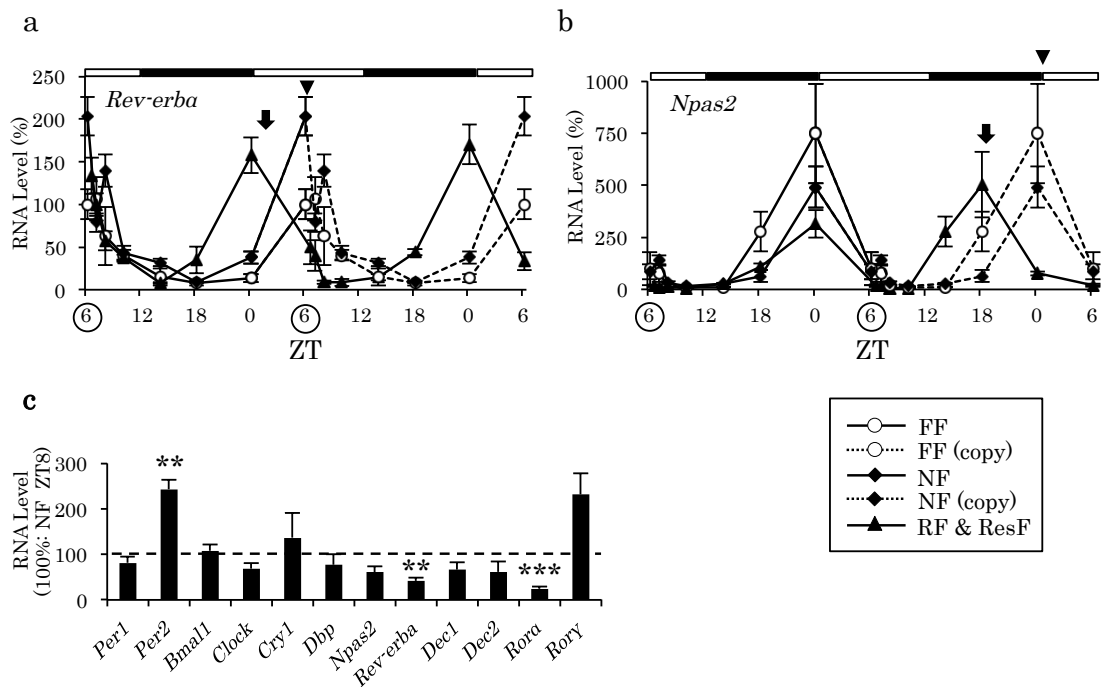 a
b
250
200
150
100
50
0
RNA Level (%)
Rev-erbα
6 12 18 0 6 12 18 0 6
ZT
1000
750
500
250
0
RNA Level (%)
Npas2
6 12 18 0 6 12 18 0 6
ZT
c
300
200
100
0
RNA Level
(100%: NF ZT8)
**
**
***
Per1
Per2
Bmal1
Clock
Cry1
Dbp
Npas2
Rev-erbα
Dec1
Dec2
Rorα
Rorγ
FF
FF (copy)
NF
NF (copy)
RF & ResF